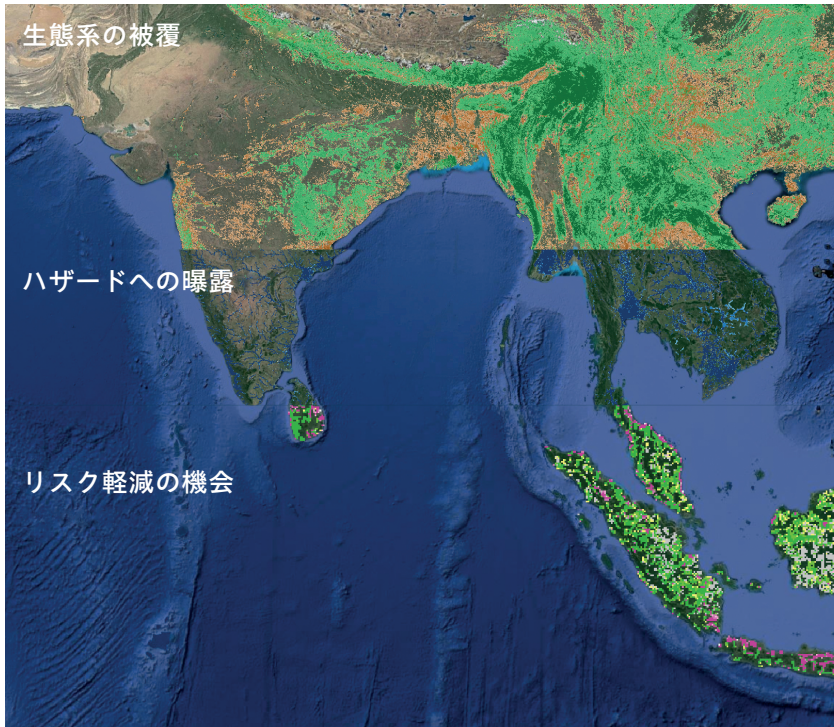 生態系の被覆
ハザードへの曝露
リスク軽減の機会